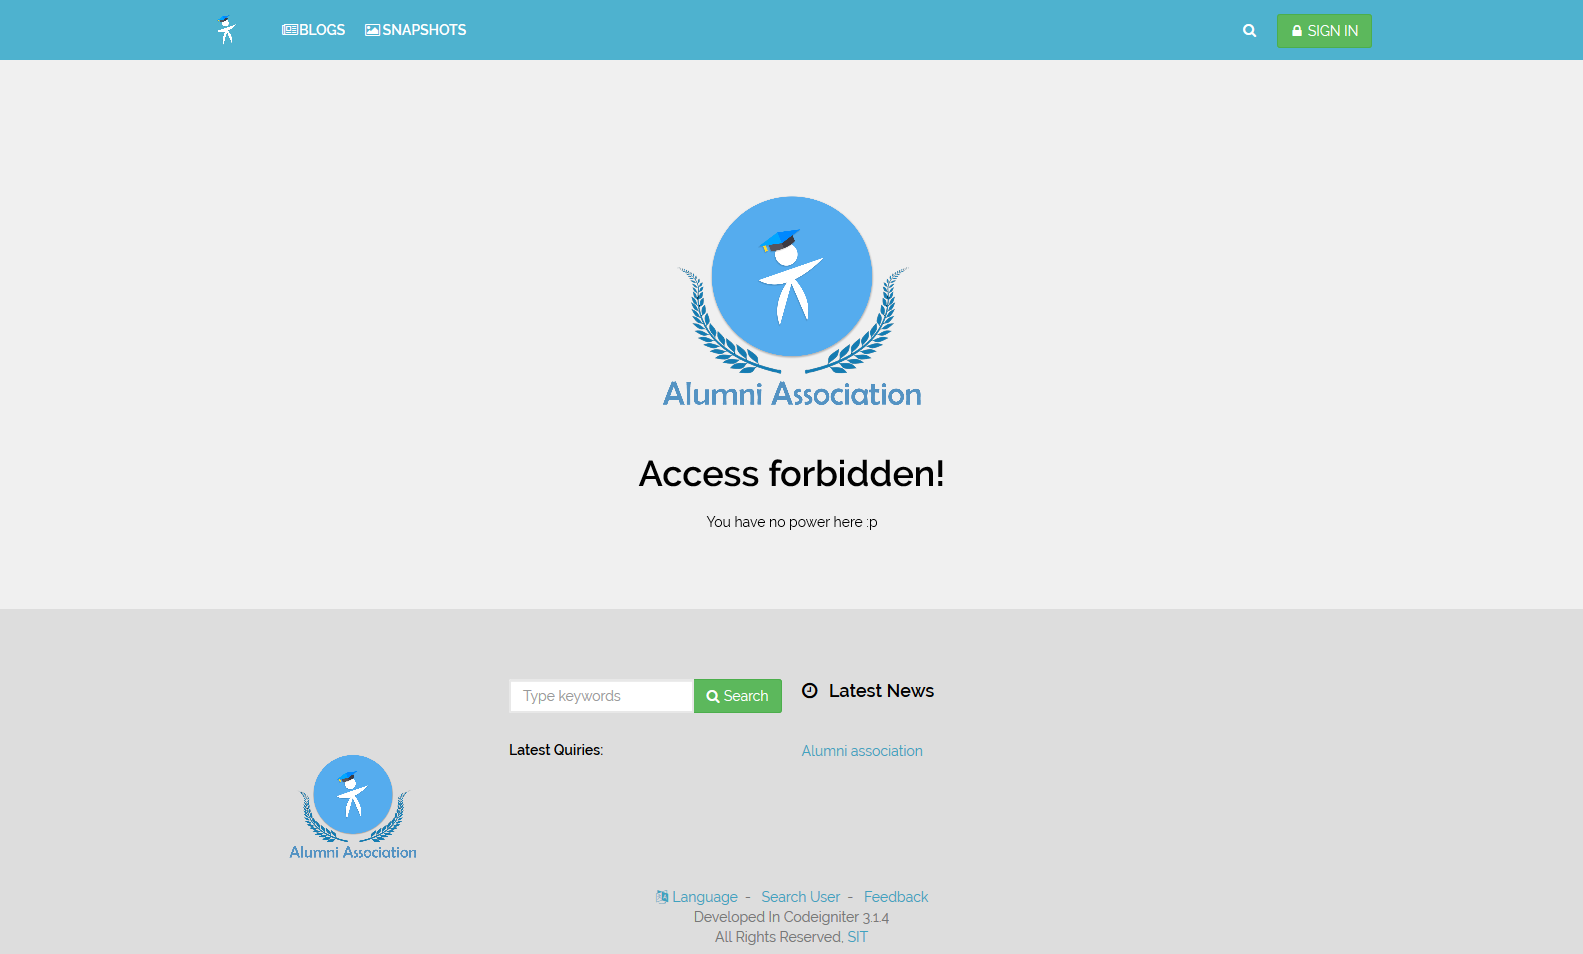 BLOGS
SNAPSHOTS
SIGN IN
Alumni Association
Access forbidden!
You have no power here :p
Type keywords
Search
Latest News
Latest Quiries:
Alumni association
Alumni Association
Language - Search User - Feedback
Developed In Codeigniter 3.1.4
All Rights Reserved, SIT